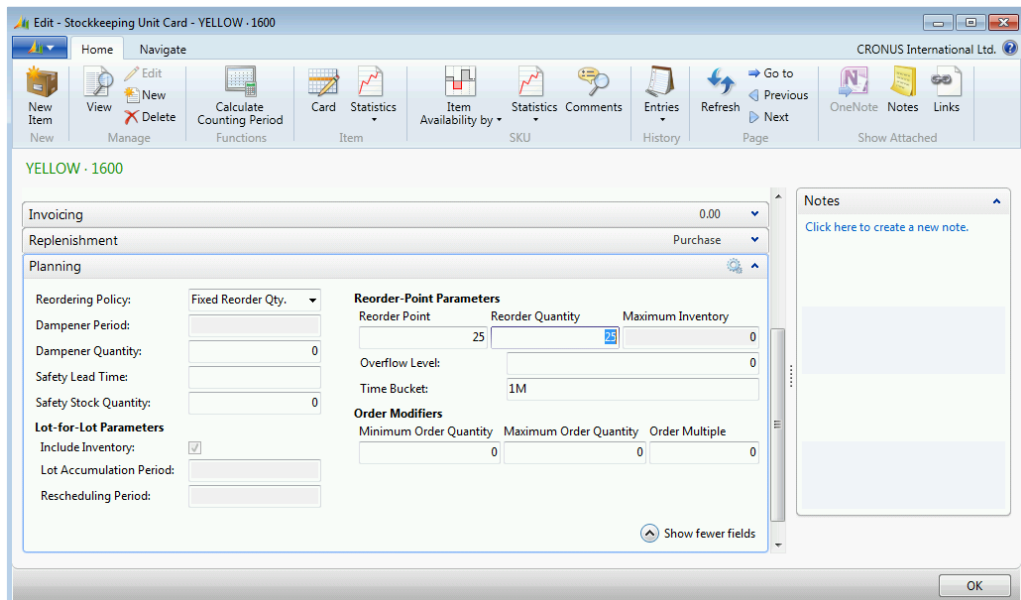 Edit - Stockkeeping Unit Card - YELLOW · 1600
Home Navigate CRONUS International Ltd.
New Item
View
Edit
New
Delete
Calculate Counting Period
Card
Statistics
Item Availability by
Statistics
Comments
Entries
Refresh
Go to
Previous
Next
OneNote
Notes
Links
New Manage Functions Item SKU History Page Show Attached
YELLOW · 1600
Invoicing 0.00
Replenishment Purchase
Planning
Reordering Policy: Fixed Reorder Qty.
Dampener Period:
Dampener Quantity: 0
Safety Lead Time:
Safety Stock Quantity: 0
Lot-for-Lot Parameters
Include Inventory:
Lot Accumulation Period:
Rescheduling Period:
Reorder-Point Parameters
Reorder Point Reorder Quantity Maximum Inventory
25 25 0
Overflow Level: 0
Time Bucket: 1M
Order Modifiers
Minimum Order Quantity Maximum Order Quantity Order Multiple
0 0 0
Show fewer fields
Notes
Click here to create a new note.
OK